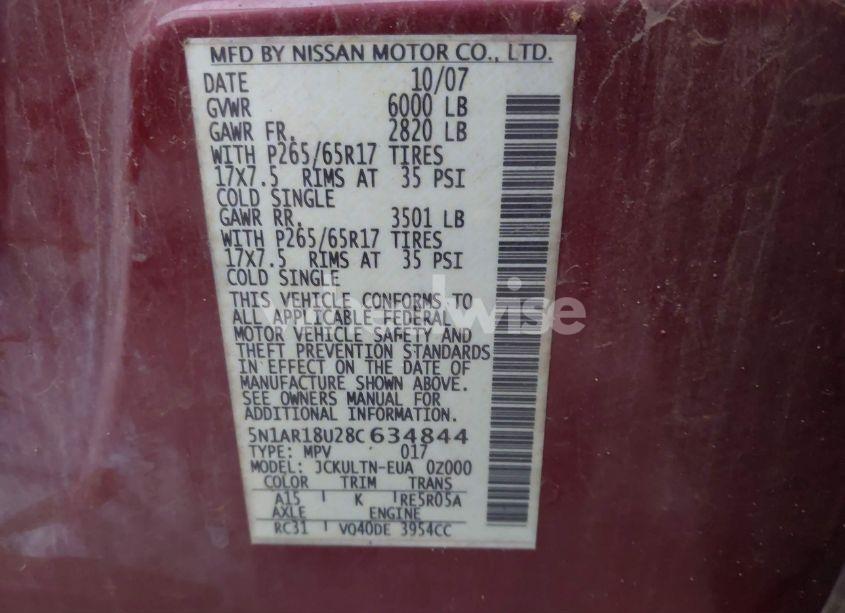 MFD BY NISSAN MOTOR CO., LTD.
DATE 10/07
GVWR 6000 LB
GAWR FR. 2820 LB
WITH P265/65R17 TIRES
17X7.5 RIMS AT 35 PSI
COLD SINGLE
GAWR RR. 3501 LB
WITH P265/65R17 TIRES
17X7.5 RIMS AT 35 PSI
COLD SINGLE
THIS VEHICLE CONFORMS TO
ALL APPLICABLE FEDERAL
MOTOR VEHICLE SAFETY AND
THEFT PREVENTION STANDARDS
IN EFFECT ON THE DATE OF
MANUFACTURE SHOWN ABOVE.
SEE OWNERS MANUAL FOR
ADDITIONAL INFORMATION.
5N1AR18U28C634844
TYPE: MPV 017
MODEL: JCKULTN-EUA 0Z000
COLOR TRIM TRANS
A15 K RE5R05A
AXLE ENGINE
RC31 VQ40DE 3954CC